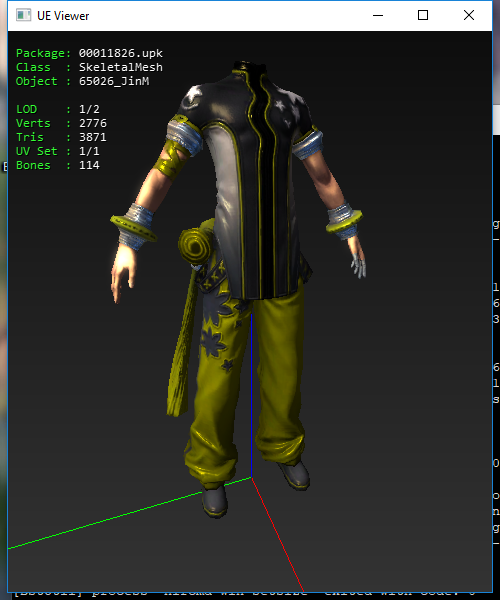 UE Viewer
Package: 00011826.upk
Class : SkeletalMesh
Object : 65026_JinM
LOD : 1/2
Verts : 2776
Tris : 3871
UV Set : 1/1
Bones : 114